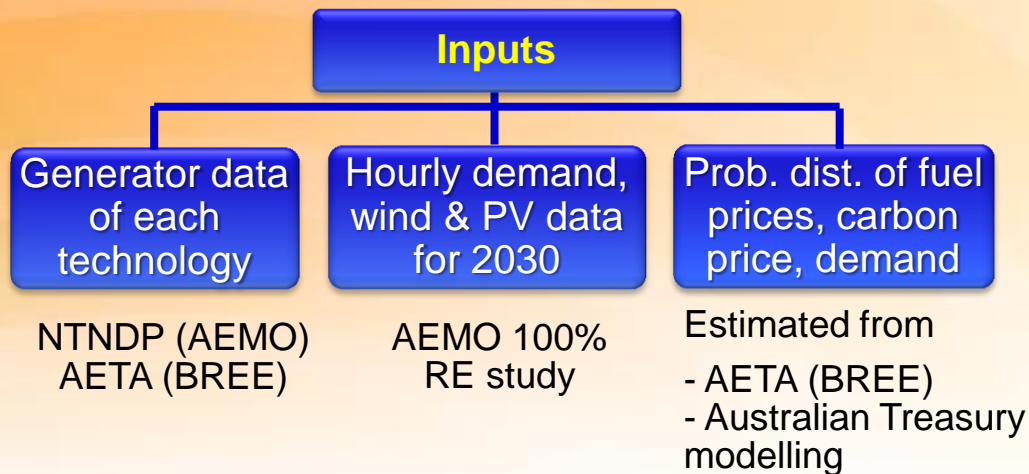 Inputs
Generator data
of each
technology
Hourly demand,
wind & PV data
for 2030
Prob. dist. of fuel
prices, carbon
price, demand
NTNDP (AEMO)
AETA (BREE)
AEMO 100%
RE study
Estimated from
- AETA (BREE)
- Australian Treasury
modelling